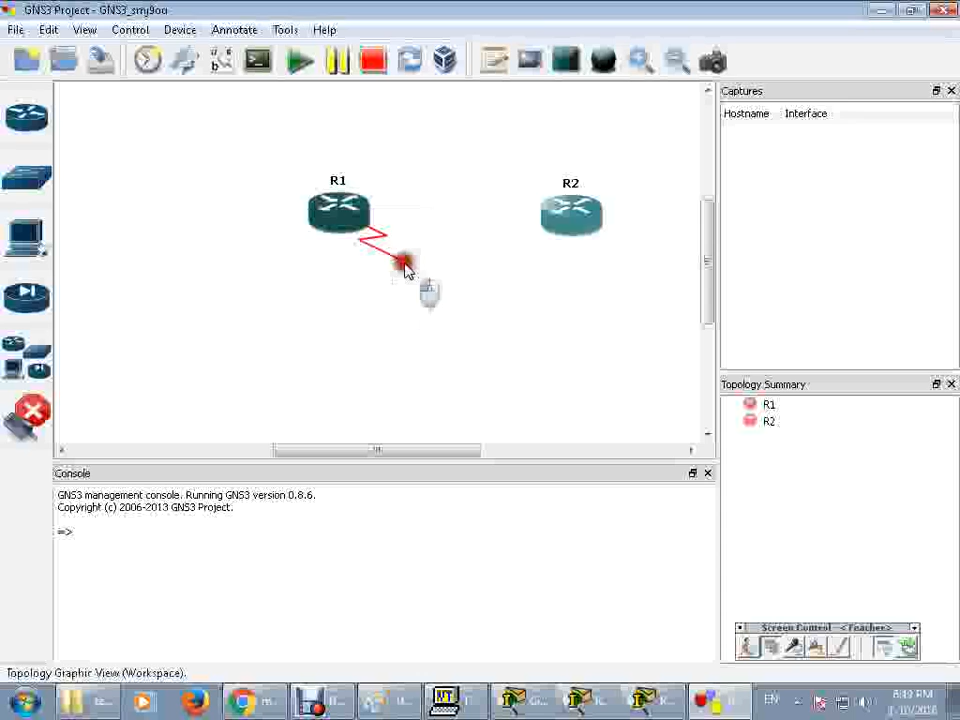 GNS3 Project - GNS3_smy9oo
File Edit View Control Device Annotate Tools Help
Captures
Hostname Interface
R1
R2
Topology Summary
R1
R2
Console
GNS3 management console. Running GNS3 version 0.8.6.
Copyright (c) 2006-2013 GNS3 Project.
=>
Screen Control - <Teacher>
Topology Graphic View (Workspace).
EN